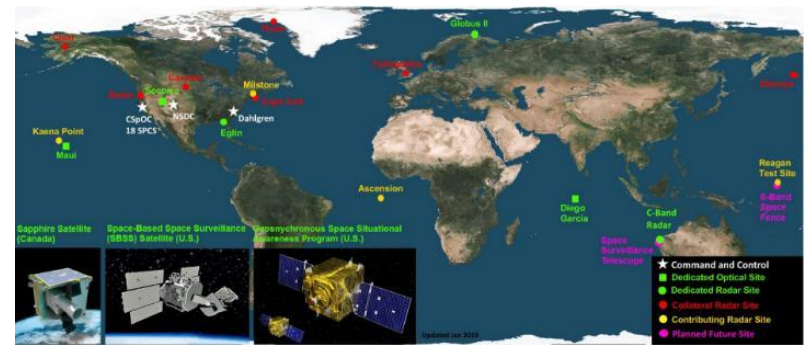 Globus II
Thule
Clear
Fylingdales
Cavalier
Shemya
Milstone
Beale
Socorro
Cape Cod
NSDC
Dahlgren
CSpOC
18 SPCS
Eglin
Kaena Point
Maui
Reagan
Test Site
Ascension
S-Band
Space
Fence
Diego
Garcia
C-Band
Radar
Space
Surveillance
Telescope
Sapphire Satellite
(Canada)
Space-Based Space Surveillance
(SBSS) Satellite (U.S.)
Geosynchronous Space Situational
Awareness Program (U.S.)
Updated Jan 2019
Command and Control
Dedicated Optical Site
Dedicated Radar Site
Collateral Radar Site
Contributing Radar Site
Planned Future Site